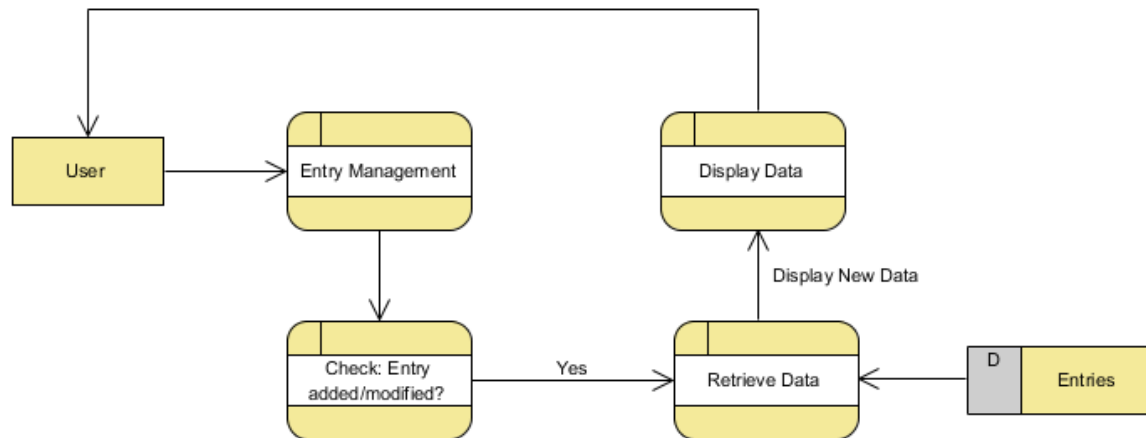 User
Entry Management
Display Data
Display New Data
Check: Entry
added/modified?
Yes
Retrieve Data
D
Entries